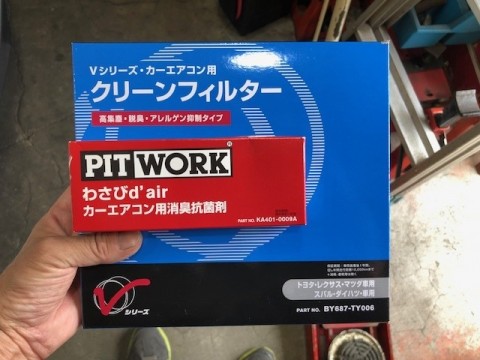 Vシリーズ・カーエアコン用
クリーンフィルター
高集塵・脱臭・アレルゲン抑制タイプ
PIT WORK®
わさびd'air
カーエアコン用消臭抗菌剤
PART NO. KA401-0009A
トヨタ・レクサス・マツダ車用
スバル・ダイハツ・車用
V
シリーズ
PART NO. BY687-TY006